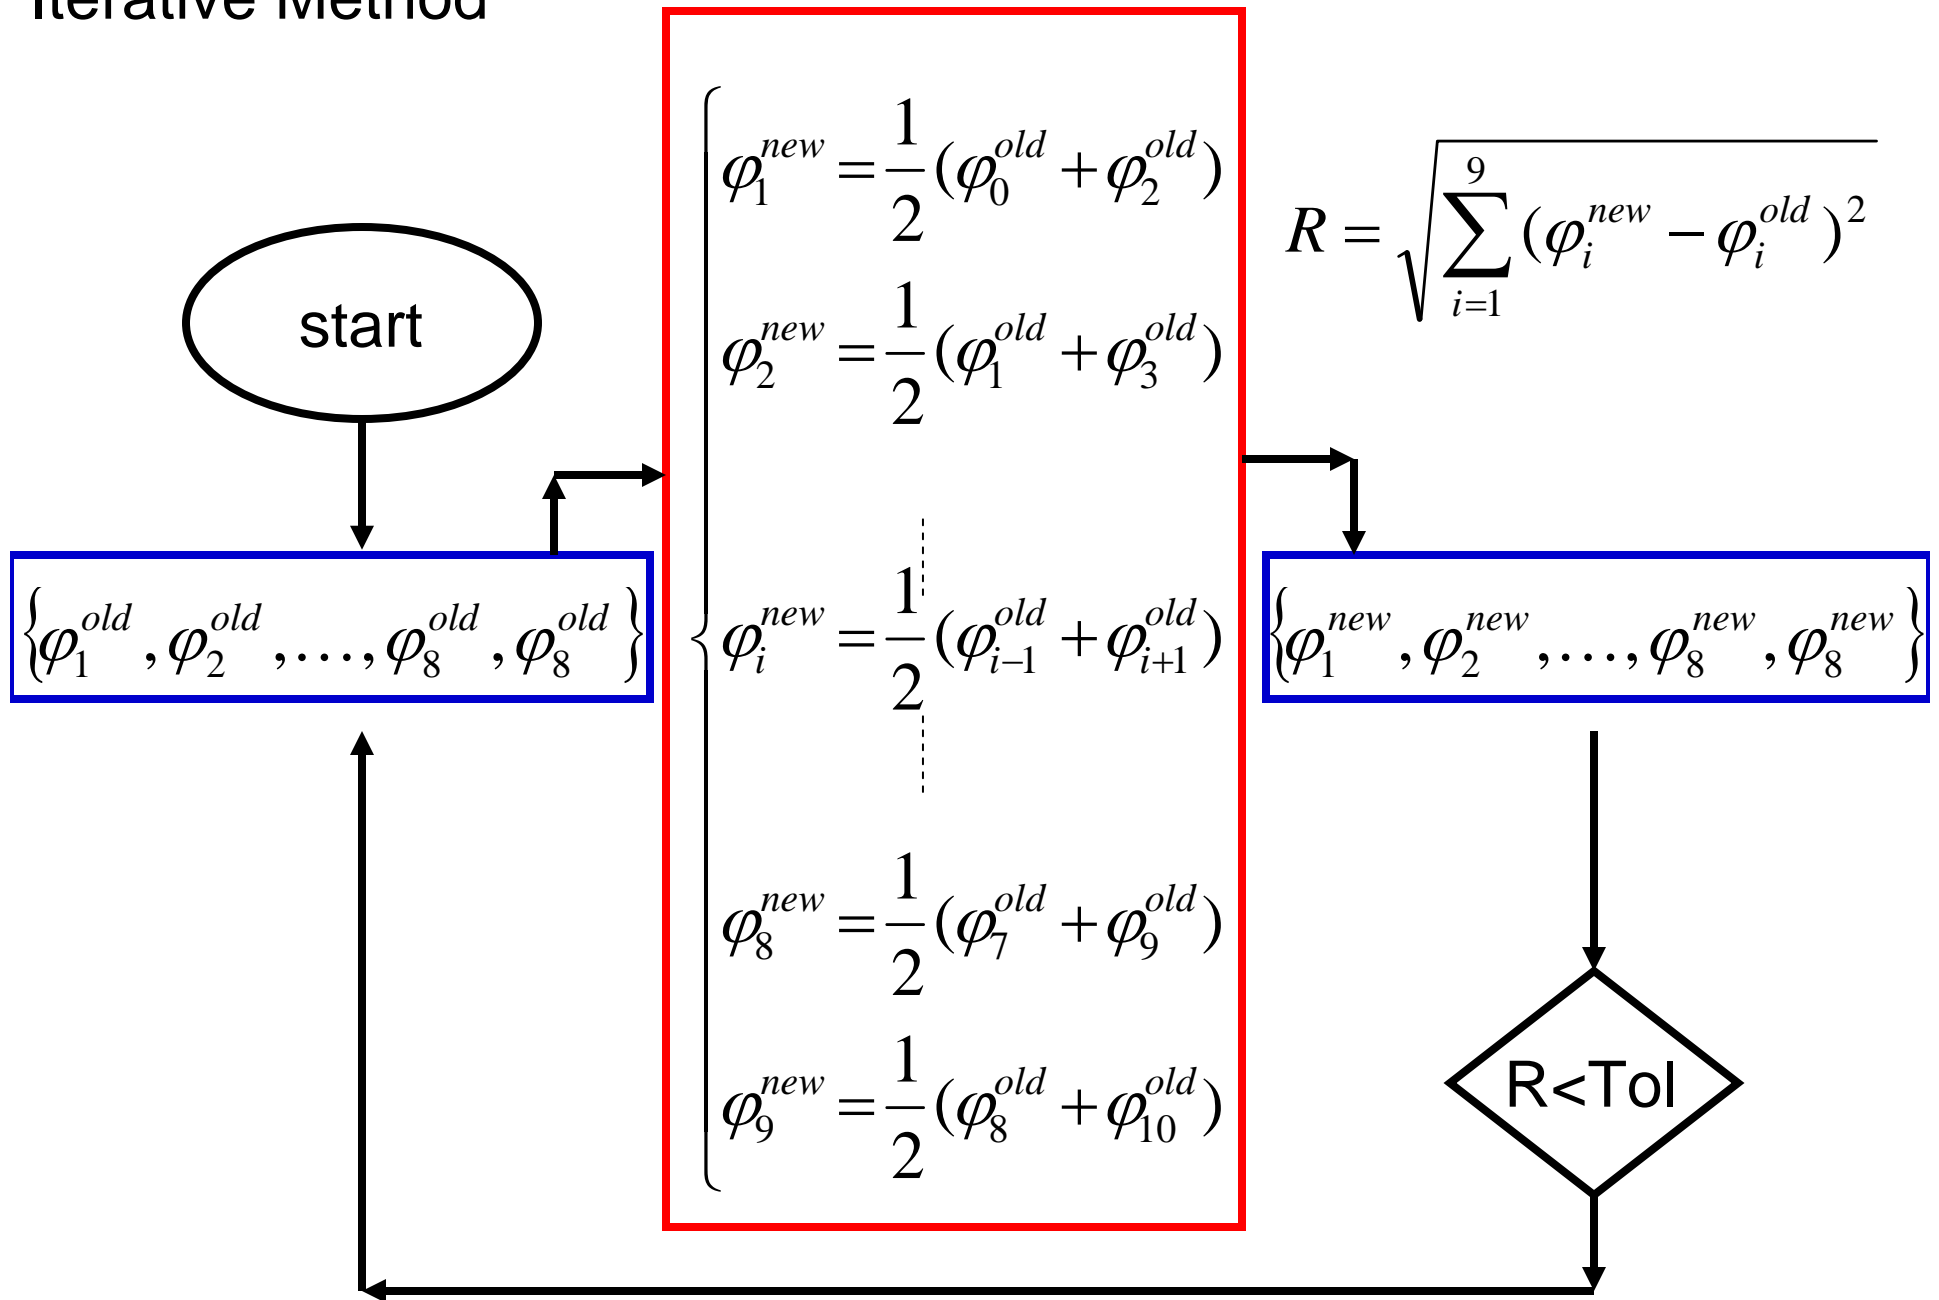 Iterative Method
start
{φ₁^old, φ₂^old, ..., φ₈^old, φ₈^old}
φ₁^new = 1/2 (φ₀^old + φ₂^old)
φ₂^new = 1/2 (φ₁^old + φ₃^old)
φᵢ^new = 1/2 (φᵢ₋₁^old + φᵢ₊₁^old)
φ₈^new = 1/2 (φ₇^old + φ₉^old)
φ₉^new = 1/2 (φ₈^old + φ₁₀^old)
R = √(∑_{i=1}^{9} (φᵢ^new − φᵢ^old)²)
{φ₁^new, φ₂^new, ..., φ₈^new, φ₈^new}
R<Tol